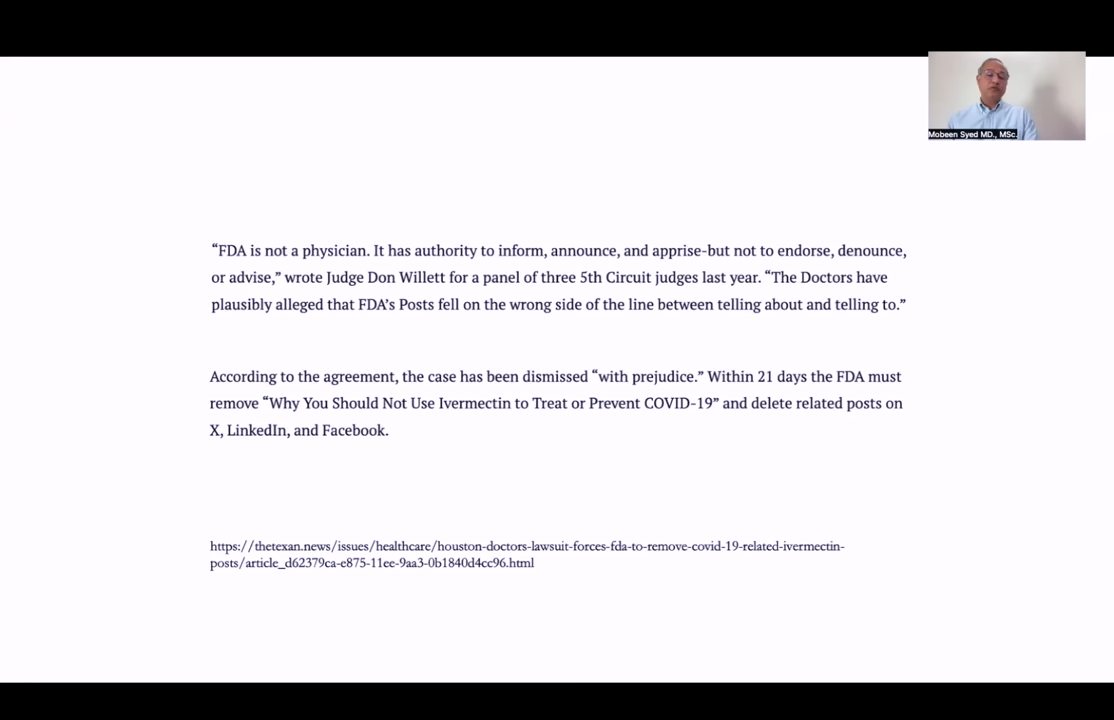 Mobeen Syed MD., MSc.
“FDA is not a physician. It has authority to inform, announce, and apprise-but not to endorse, denounce,
or advise,” wrote Judge Don Willett for a panel of three 5th Circuit judges last year. “The Doctors have
plausibly alleged that FDA’s Posts fell on the wrong side of the line between telling about and telling to.”
According to the agreement, the case has been dismissed “with prejudice.” Within 21 days the FDA must
remove “Why You Should Not Use Ivermectin to Treat or Prevent COVID-19” and delete related posts on
X, LinkedIn, and Facebook.
https://thetexan.news/issues/healthcare/houston-doctors-lawsuit-forces-fda-to-remove-covid-19-related-ivermectin-
posts/article_d62379ca-e875-11ee-9aa3-0b1840d4cc96.html